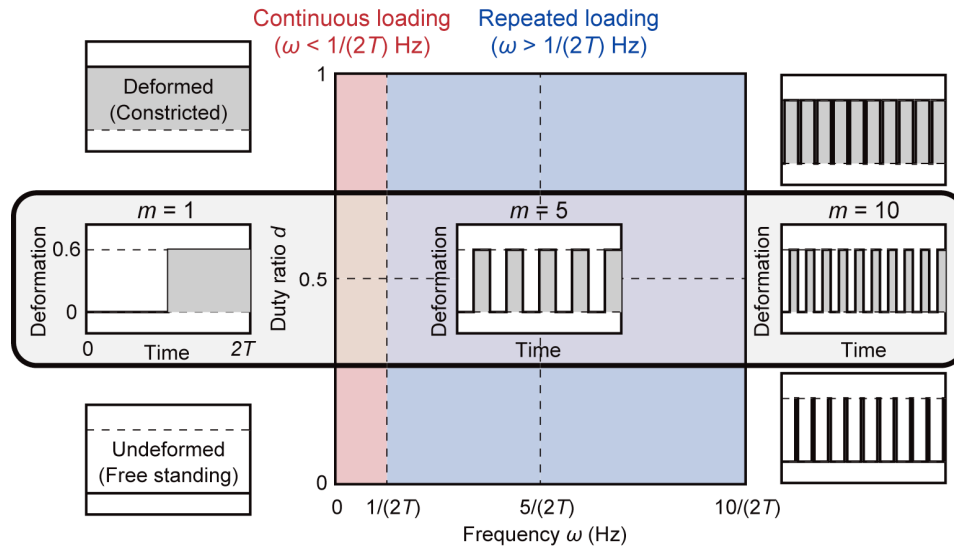 Continuous loading
(ω < 1/(2T) Hz)
Repeated loading
(ω > 1/(2T) Hz)
Deformed
(Constricted)
1
m = 1
m = 5
m = 10
Deformation
0.6
0
0
Time
2T
Duty ratio d
0.5
Deformation
Time
Deformation
Time
Undeformed
(Free standing)
0
0
1/(2T)
5/(2T)
10/(2T)
Frequency ω (Hz)